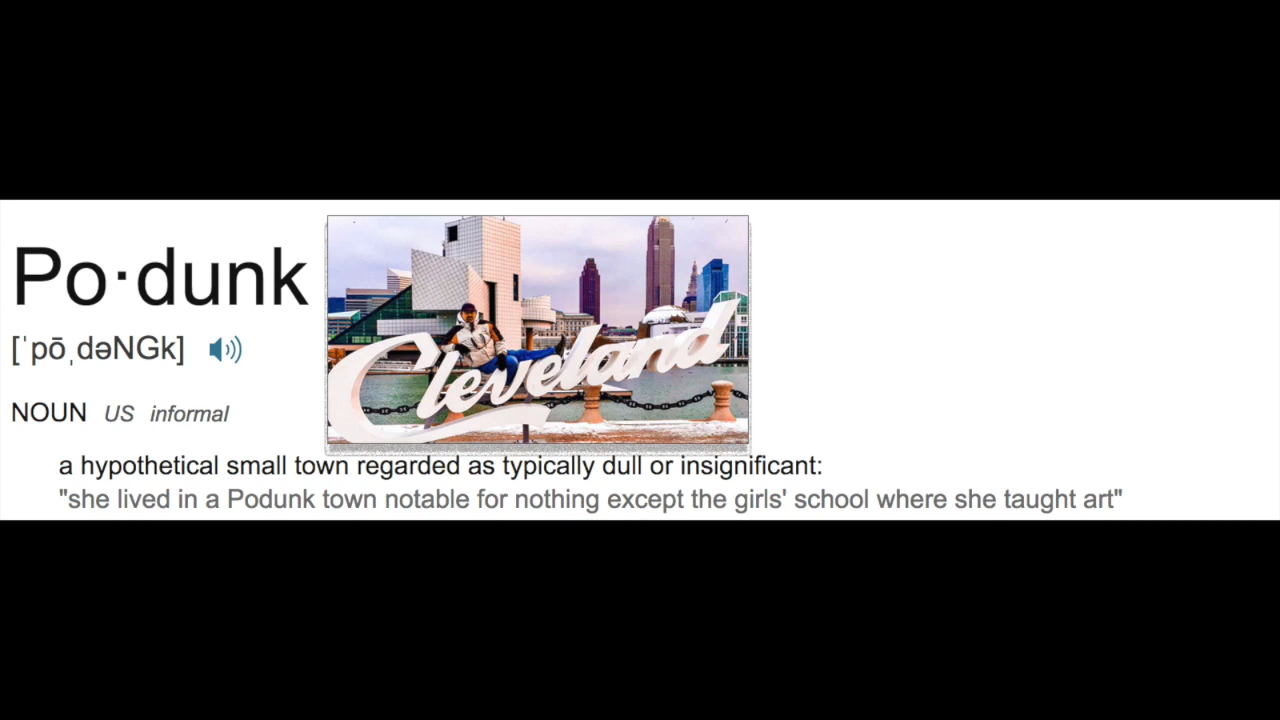 Po·dunk
[ˈpōˌdəNGk]
NOUN US informal
Cleveland
a hypothetical small town regarded as typically dull or insignificant:
"she lived in a Podunk town notable for nothing except the girls' school where she taught art"